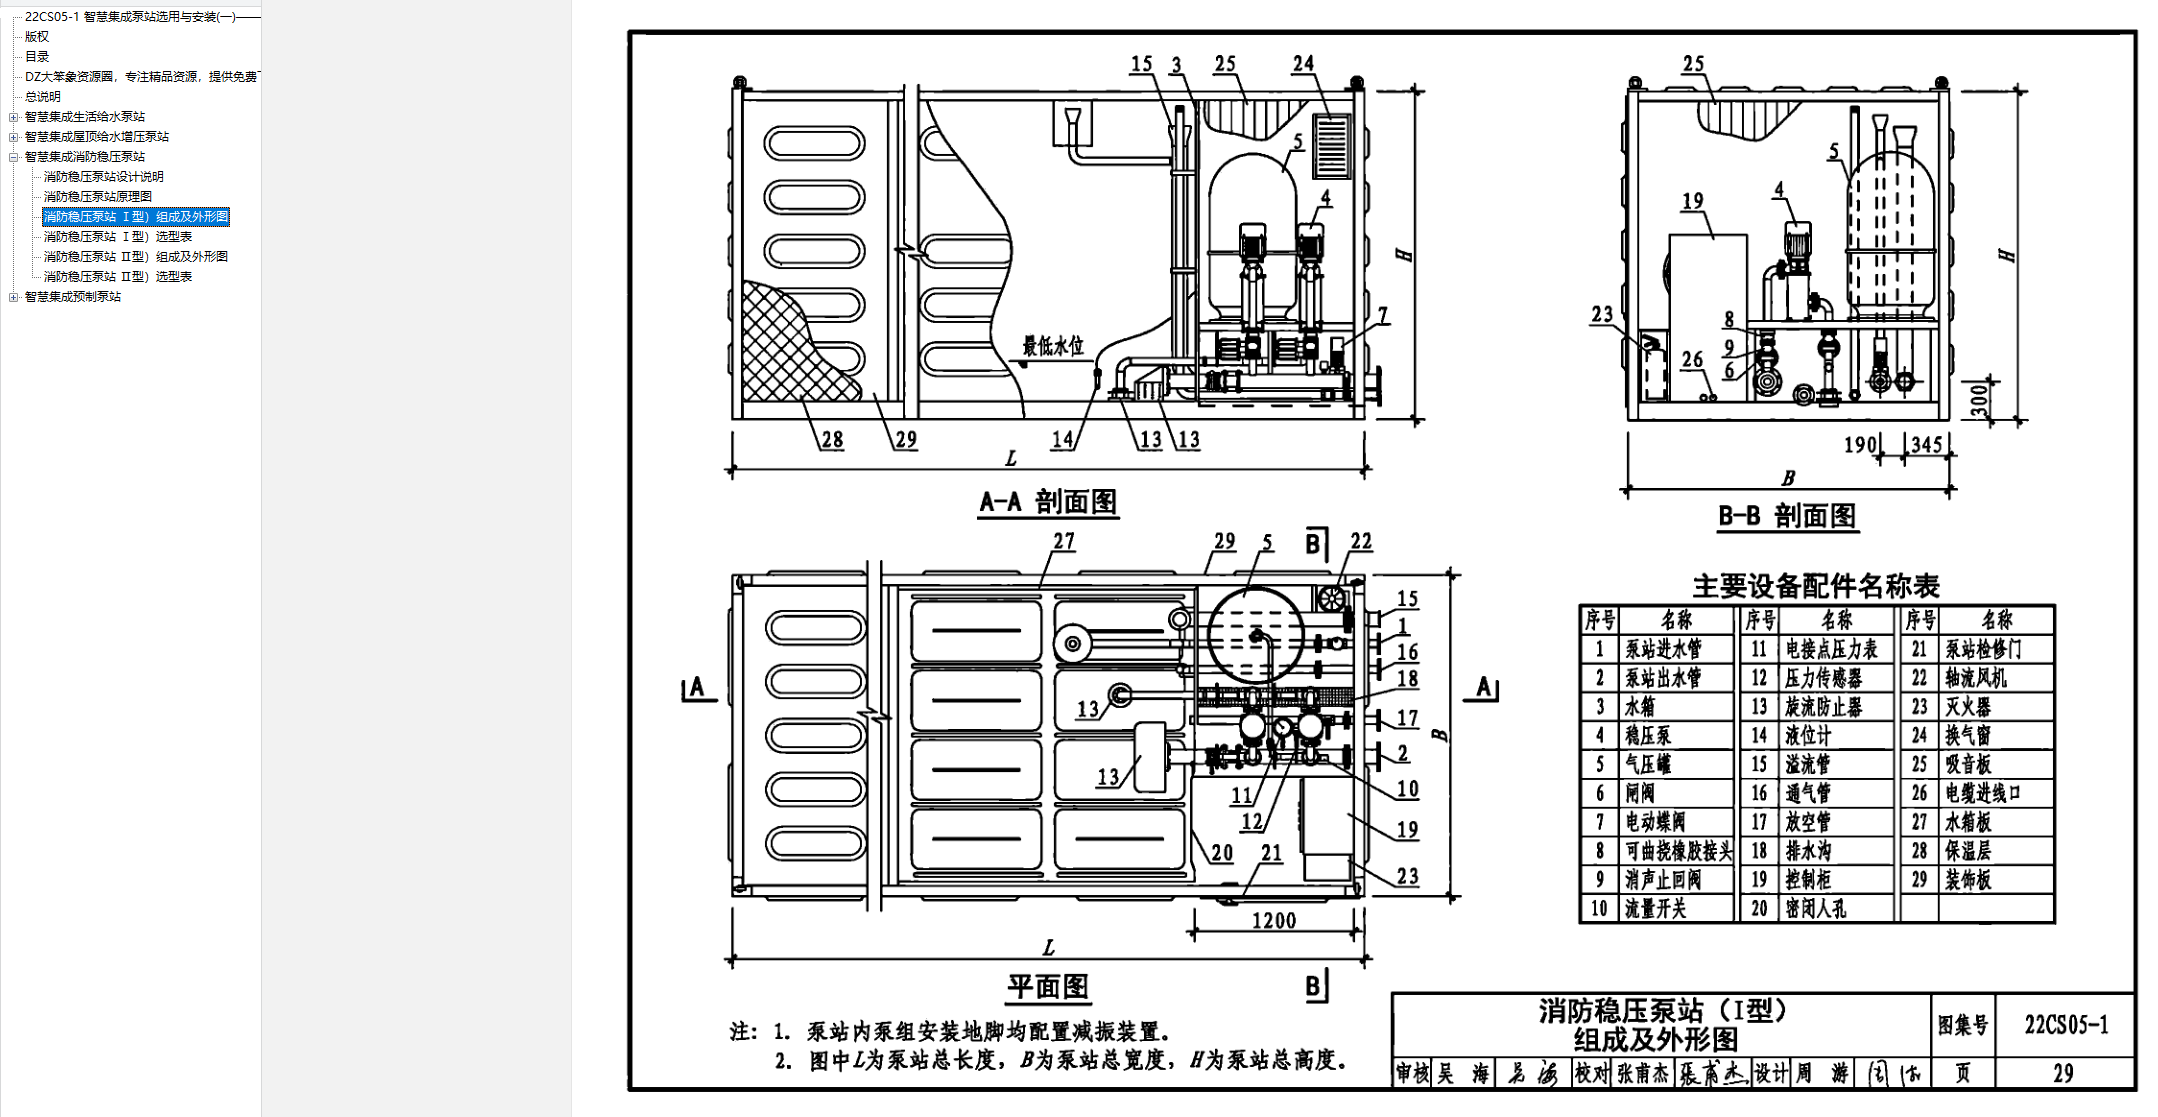 22CS05-1 智慧集成泵站选用与安装(一)——
版权
目录
DZ大笨象资源圈，专注精品资源，提供免费
总说明
智慧集成生活给水泵站
智慧集成屋顶给水增压泵站
智慧集成消防稳压泵站
消防稳压泵站设计说明
消防稳压泵站原理图
消防稳压泵站 Ⅰ型）组成及外形图
消防稳压泵站 Ⅰ型）选型表
消防稳压泵站 Ⅱ型）组成及外形图
消防稳压泵站 Ⅱ型）选型表
智慧集成预制泵站
15 3 25 24
5
4
H
7
最低水位
28 29 14 13 13
L
A-A 剖面图
25
5
4
19
H
23
8
9
6
26
300
190 345
B
B-B 剖面图
27 29 5 B 22
15
1
16
A 18 A
13
17
B
2
13
11 10
12 19
20 21
23
1200
L
平面图 B
主要设备配件名称表
序号 名称 序号 名称 序号 名称
1 泵站进水管 11 电接点压力表 21 泵站检修门
2 泵站出水管 12 压力传感器 22 轴流风机
3 水箱 13 旋流防止器 23 灭火器
4 稳压泵 14 液位计 24 换气窗
5 气压罐 15 溢流管 25 吸音板
6 闸阀 16 通气管 26 电缆进线口
7 电动蝶阀 17 放空管 27 水箱板
8 可曲挠橡胶接头 18 排水沟 28 保温层
9 消声止回阀 19 控制柜 29 装饰板
10 流量开关 20 密闭人孔
注：1. 泵站内泵组安装地脚均配置减振装置。
2. 图中L为泵站总长度，B为泵站总宽度，H为泵站总高度。
消防稳压泵站（Ⅰ型）
组成及外形图
图集号 22CS05-1
审核 吴 海 吴海 校对 张甫杰 張甫杰 设计 周 游 页 29